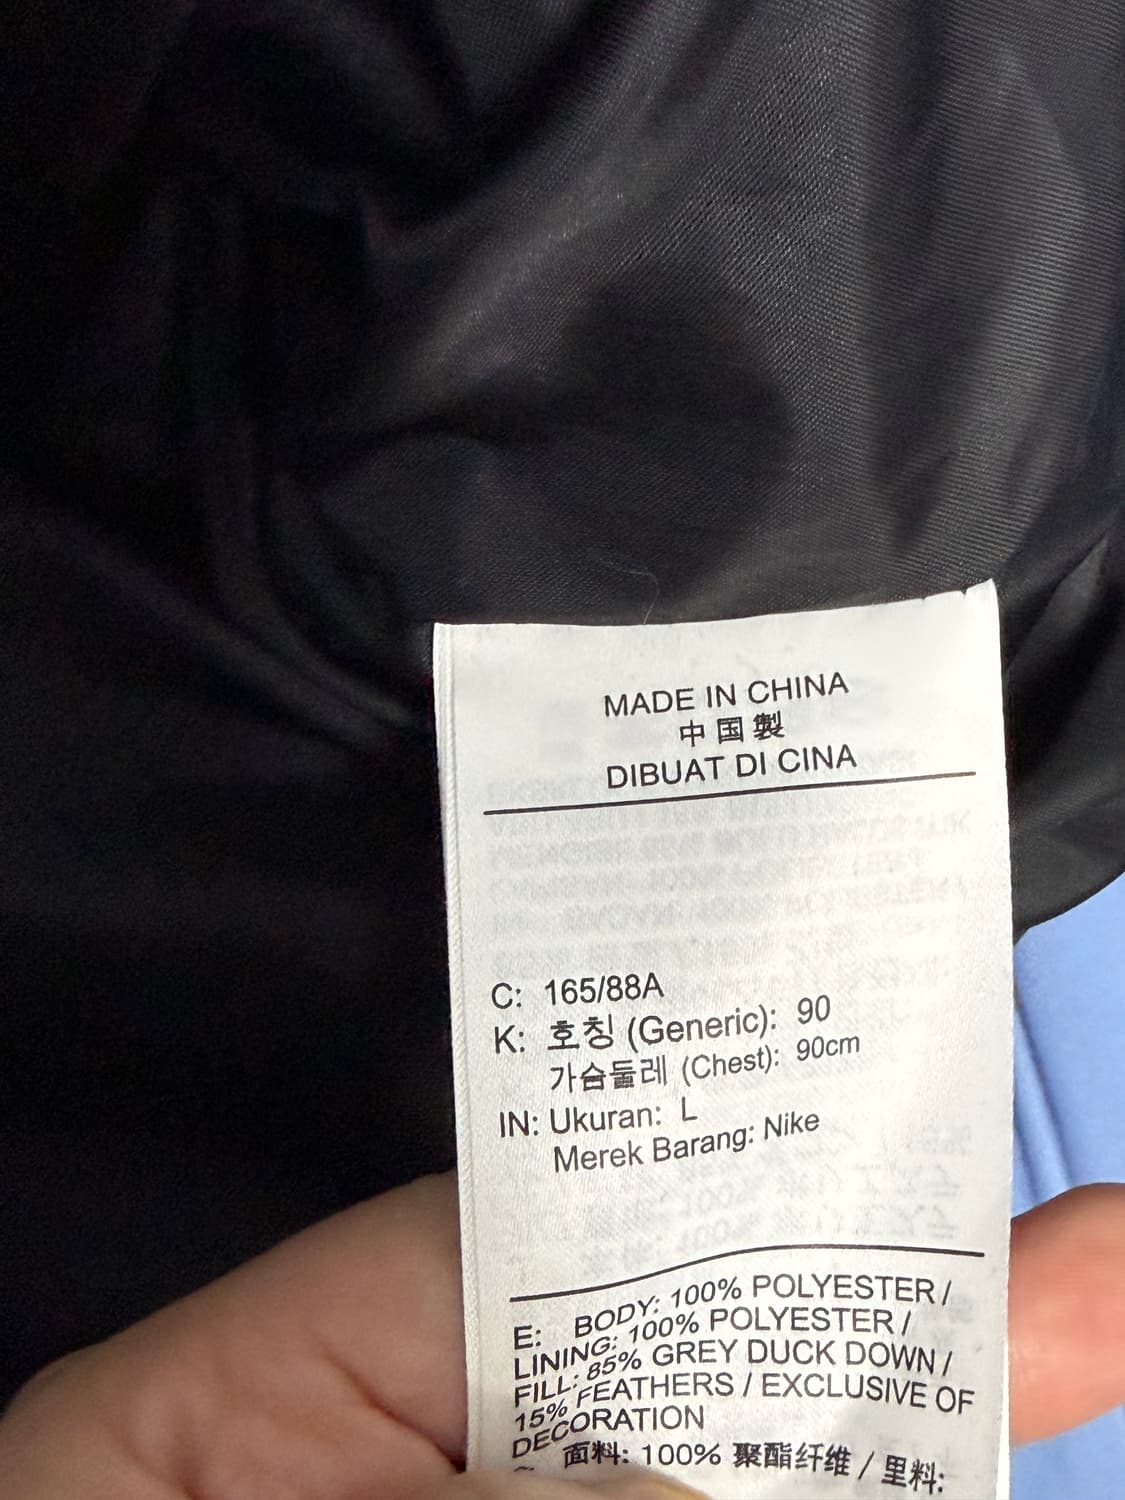 MADE IN CHINA
中国製
DIBUAT DI CINA
C: 165/88A
K: 호칭 (Generic): 90
가슴둘레 (Chest): 90cm
IN: Ukuran: L
Merek Barang: Nike
E: BODY: 100% POLYESTER /
LINING: 100% POLYESTER /
FILL: 85% GREY DUCK DOWN /
15% FEATHERS / EXCLUSIVE OF
DECORATION
面料: 100% 聚酯纤维 / 里料: